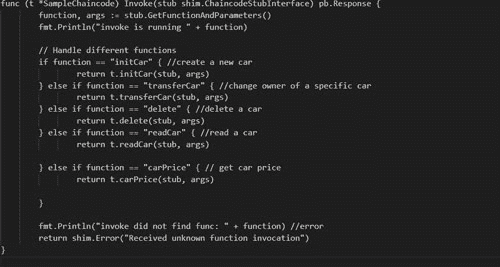 func (t *SampleChaincode) Invoke(stub shim.ChaincodeStubInterface) pb.Response {
function, args := stub.GetFunctionAndParameters()
fmt.Println("invoke is running " + function)
// Handle different functions
if function == "initCar" { //create a new car
return t.initCar(stub, args)
} else if function == "transferCar" { //change owner of a specific car
return t.transferCar(stub, args)
} else if function == "delete" { //delete a car
return t.delete(stub, args)
} else if function == "readCar" { //read a car
return t.readCar(stub, args)
} else if function == "carPrice" { // get car price
return t.carPrice(stub, args)
}
fmt.Println("invoke did not find func: " + function) //error
return shim.Error("Received unknown function invocation")
}